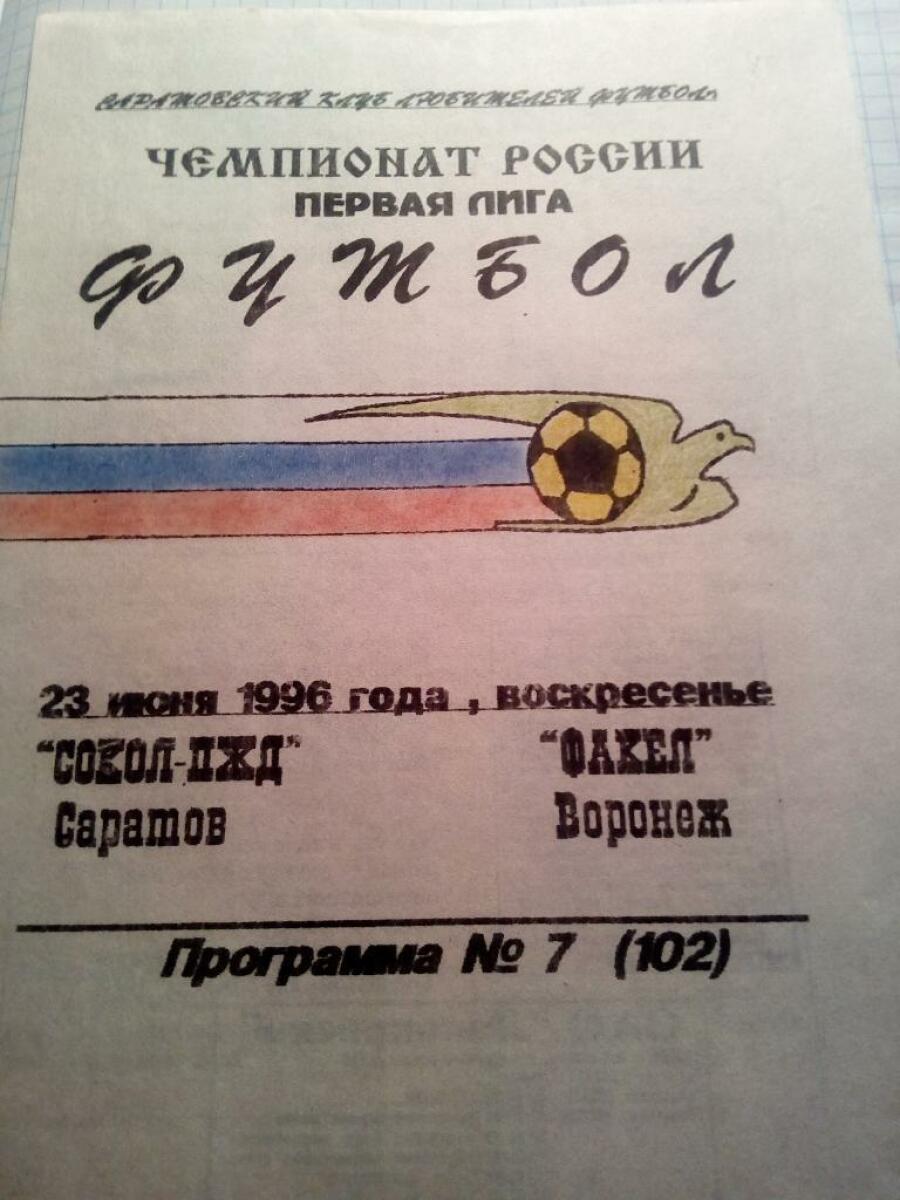 САРАТОВСКИЙ КЛУБ ЛЮБИТЕЛЕЙ ФУТБОЛА
ЧЕМПИОНАТ РОССИИ
ПЕРВАЯ ЛИГА
ФУТБОЛ
23 июня 1996 года , воскресенье
"СОКОЛ-ПЖД" "ФАКЕЛ"
Саратов Воронеж
Программа № 7 (102)